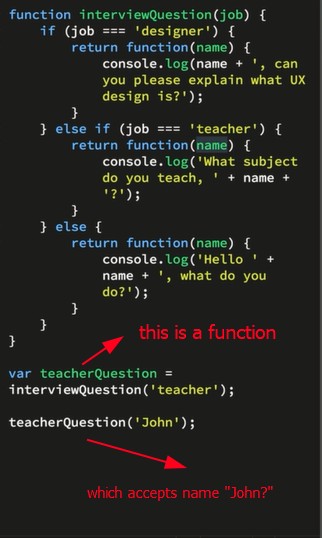 function interviewQuestion(job) {
    if (job === 'designer') {
        return function(name) {
            console.log(name + ', can
            you please explain what UX
            design is?');
        }
    } else if (job === 'teacher') {
        return function(name) {
            console.log('What subject
            do you teach, ' + name +
            '?');
        }
    } else {
        return function(name) {
            console.log('Hello ' +
            name + ', what do you
            do?');
        }
    }
}
this is a function
var teacherQuestion =
interviewQuestion('teacher');
teacherQuestion('John');
which accepts name "John?"